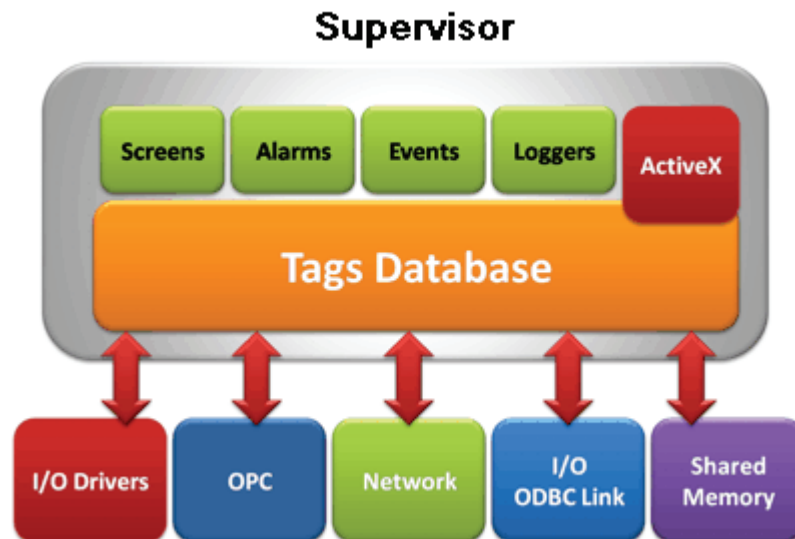 Supervisor
Screens
Alarms
Events
Loggers
ActiveX
Tags Database
I/O Drivers
OPC
Network
I/O
ODBC Link
Shared
Memory